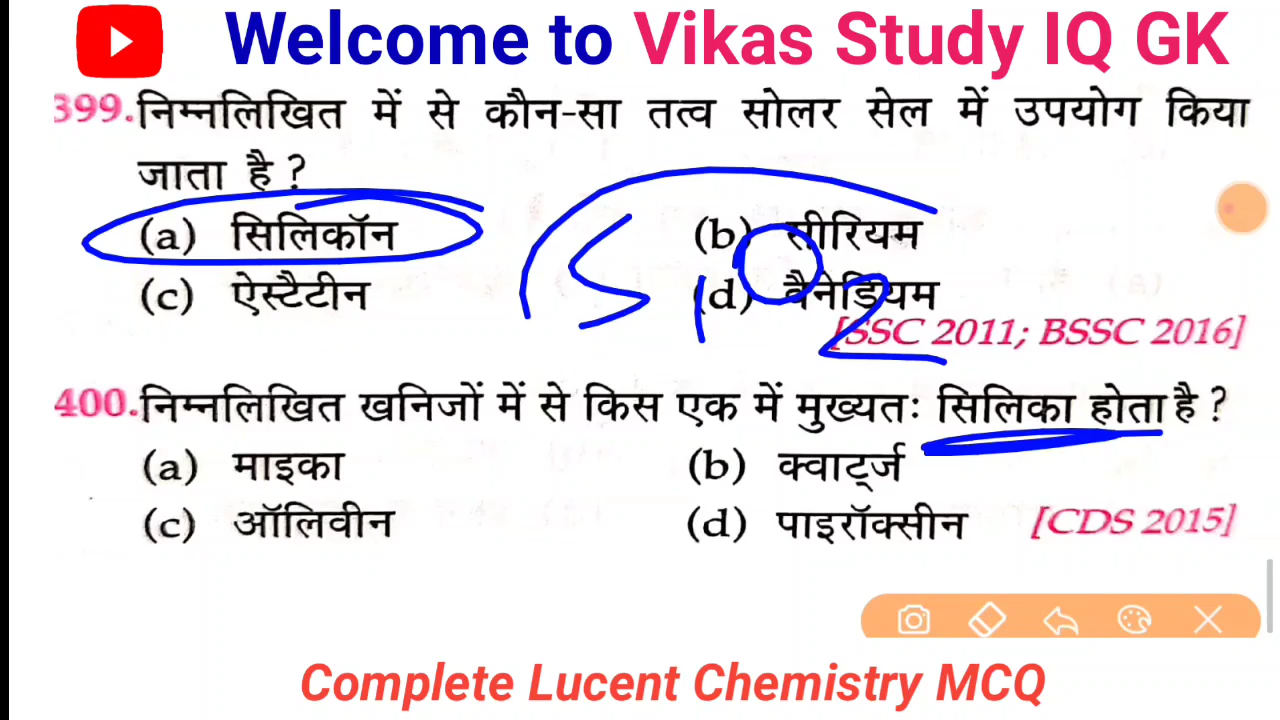 Welcome to Vikas Study IQ GK
399.निम्नलिखित में से कौन-सा तत्व सोलर सेल में उपयोग किया
जाता है ?
(a) सिलिकॉन (b) सीरियम
(c) ऐस्टैटीन (d) वैनेडियम
SiO2
[SSC 2011; BSSC 2016]
400.निम्नलिखित खनिजों में से किस एक में मुख्यतः सिलिका होता है ?
(a) माइका (b) क्वार्ट्ज
(c) ऑलिवीन (d) पाइरॉक्सीन [CDS 2015]
Complete Lucent Chemistry MCQ